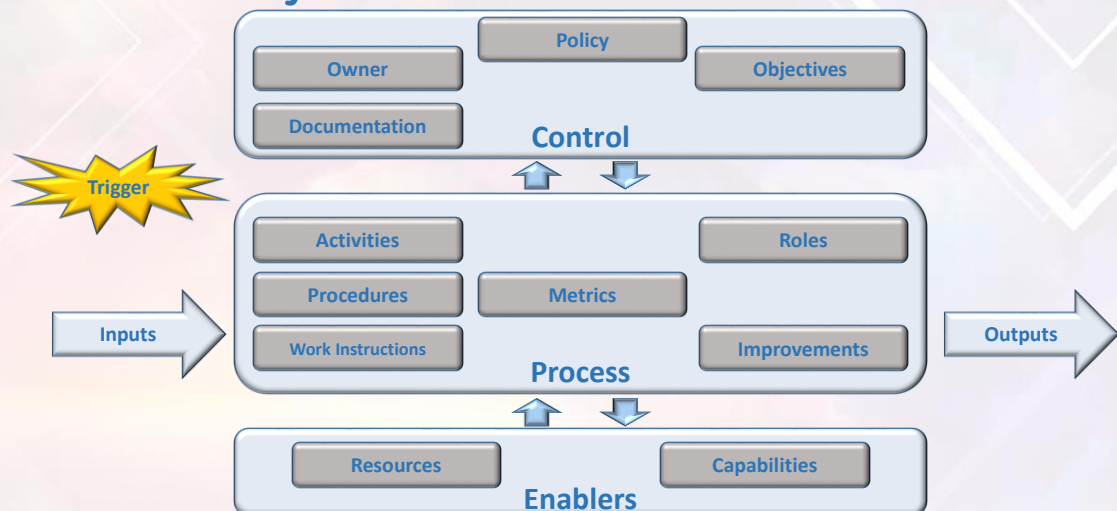 Policy
Owner
Objectives
Documentation
Control
Trigger
Activities
Roles
Procedures
Metrics
Inputs
Outputs
Work Instructions
Improvements
Process
Resources
Capabilities
Enablers